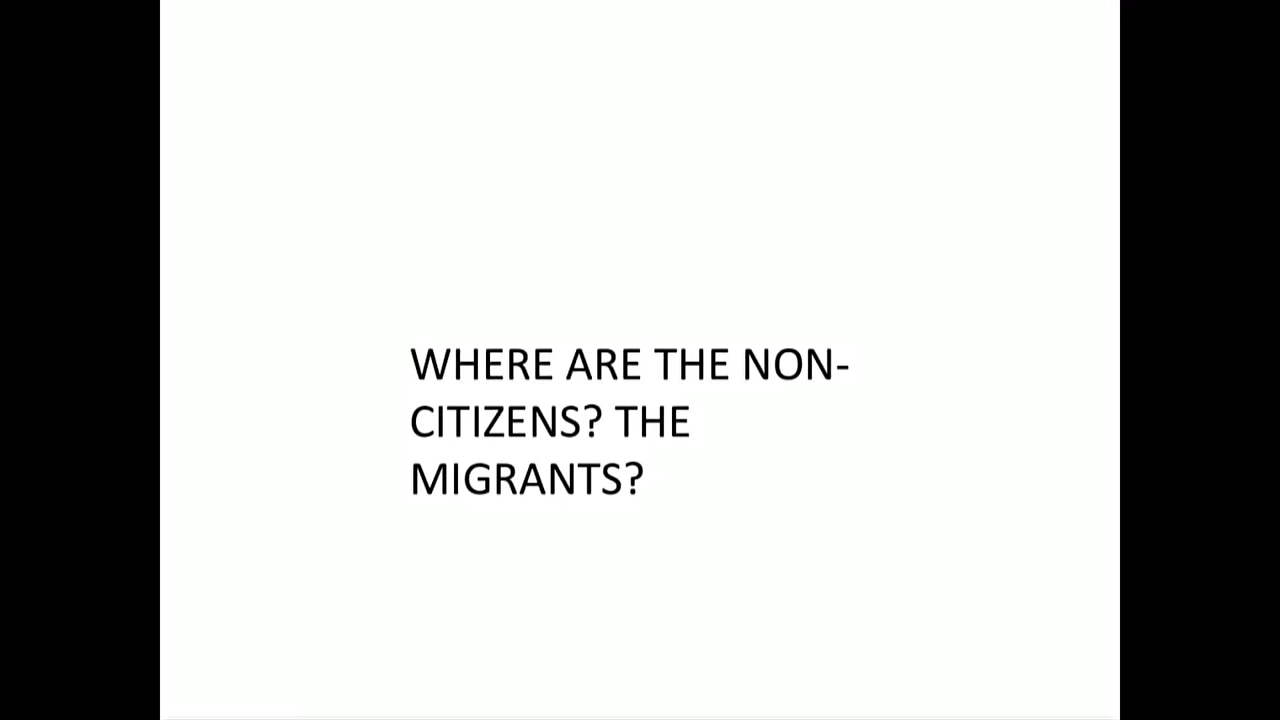 WHERE ARE THE NON-
CITIZENS? THE
MIGRANTS?